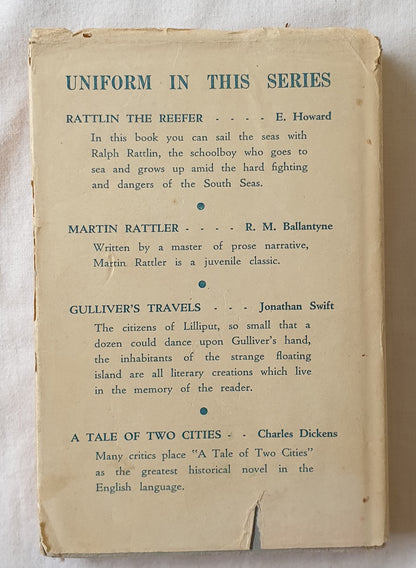 UNIFORM IN THIS SERIES
RATTLIN THE REEFER - - - - E. Howard
In this book you can sail the seas with
Ralph Rattlin, the schoolboy who goes to
sea and grows up amid the hard fighting
and dangers of the South Seas.
MARTIN RATTLER - - - - R. M. Ballantyne
Written by a master of prose narrative,
Martin Rattler is a juvenile classic.
GULLIVER'S TRAVELS - - - Jonathan Swift
The citizens of Lilliput, so small that a
dozen could dance upon Gulliver's hand,
the inhabitants of the strange floating
island are all literary creations which live
in the memory of the reader.
A TALE OF TWO CITIES - - Charles Dickens
Many critics place "A Tale of Two Cities"
as the greatest historical novel in the
English language.